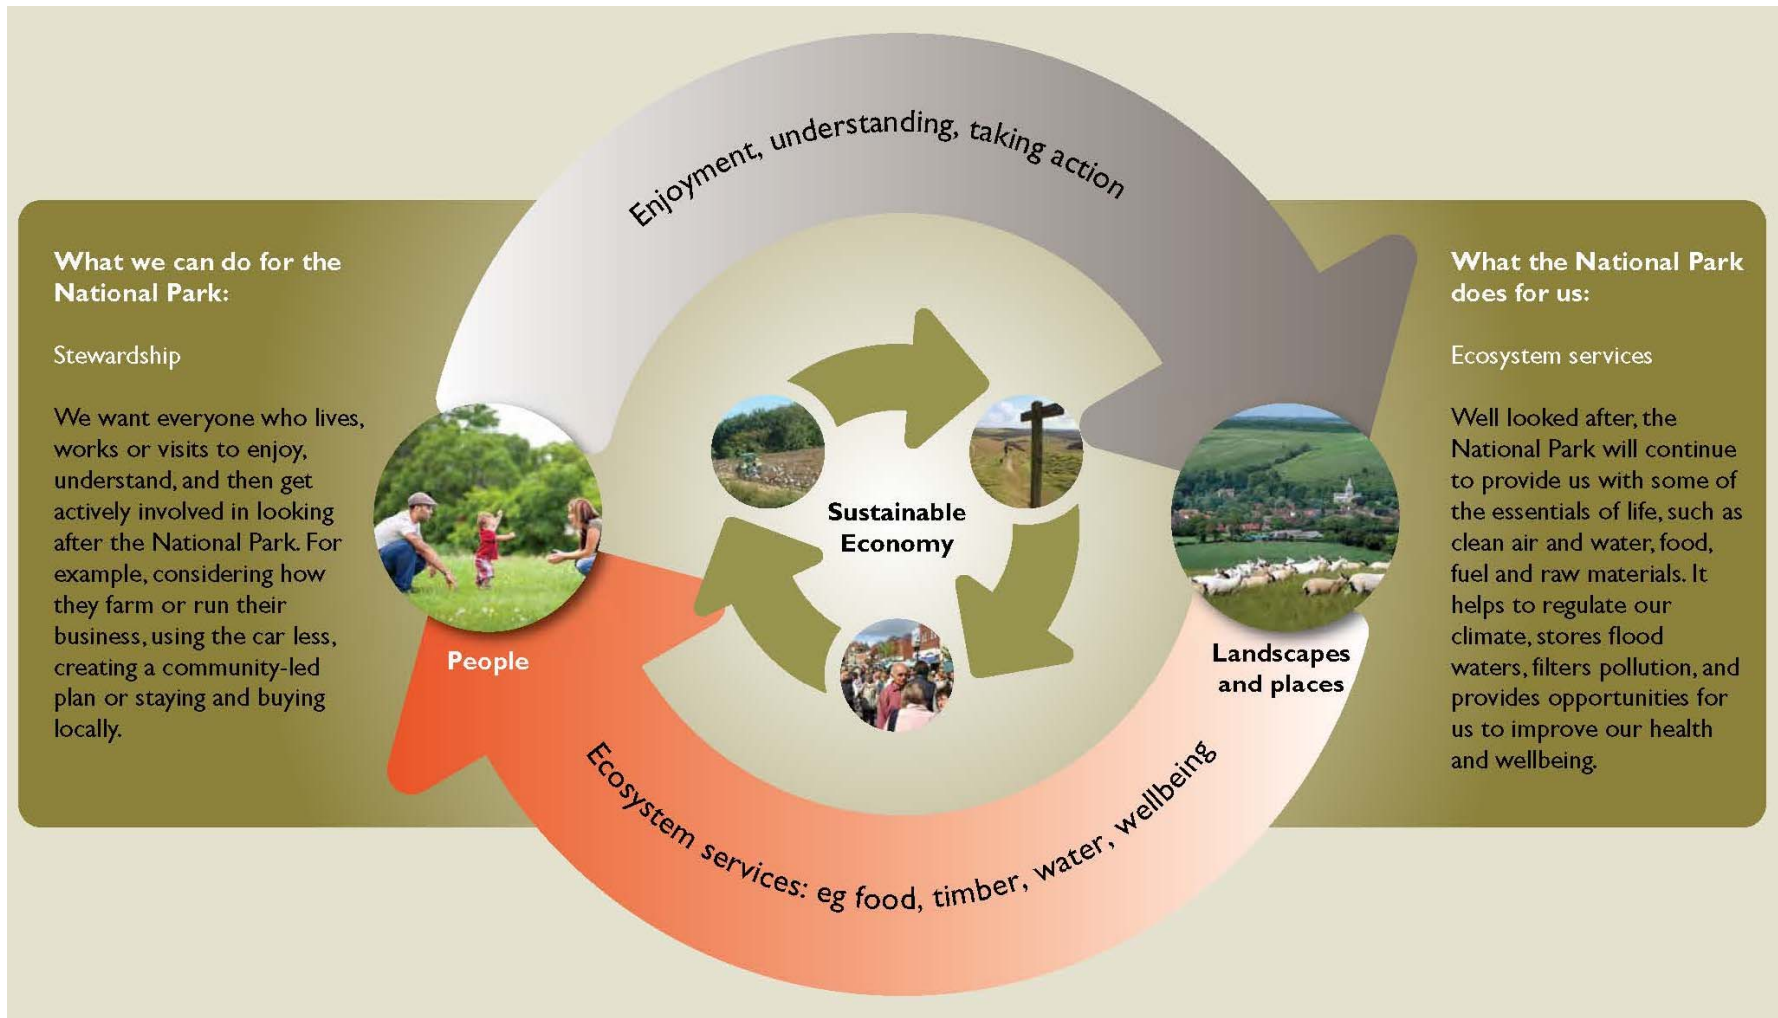 Enjoyment, understanding, taking action
What we can do for the
National Park:
Stewardship
We want everyone who lives,
works or visits to enjoy,
understand, and then get
actively involved in looking
after the National Park. For
example, considering how
they farm or run their
business, using the car less,
creating a community-led
plan or staying and buying
locally.
People
Sustainable
Economy
Landscapes
and places
Ecosystem services: eg food, timber, water, wellbeing
What the National Park
does for us:
Ecosystem services
Well looked after, the
National Park will continue
to provide us with some of
the essentials of life, such as
clean air and water, food,
fuel and raw materials. It
helps to regulate our
climate, stores flood
waters, filters pollution, and
provides opportunities for
us to improve our health
and wellbeing.